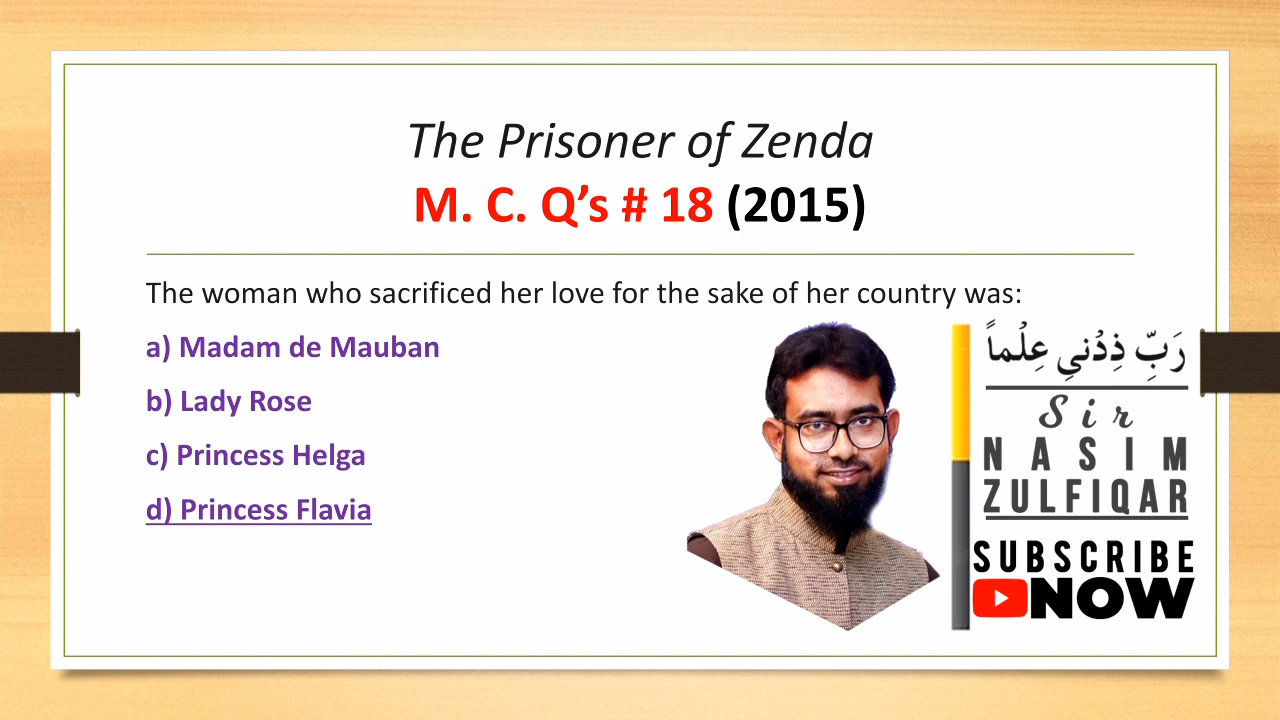 The Prisoner of Zenda
M. C. Q’s # 18 (2015)
The woman who sacrificed her love for the sake of her country was:
a) Madam de Mauban
b) Lady Rose
c) Princess Helga
d) Princess Flavia
رَبِّ ذِدْنيِ عِلْماً
Sir
NASIM
ZULFIQAR
SUBSCRIBE
NOW